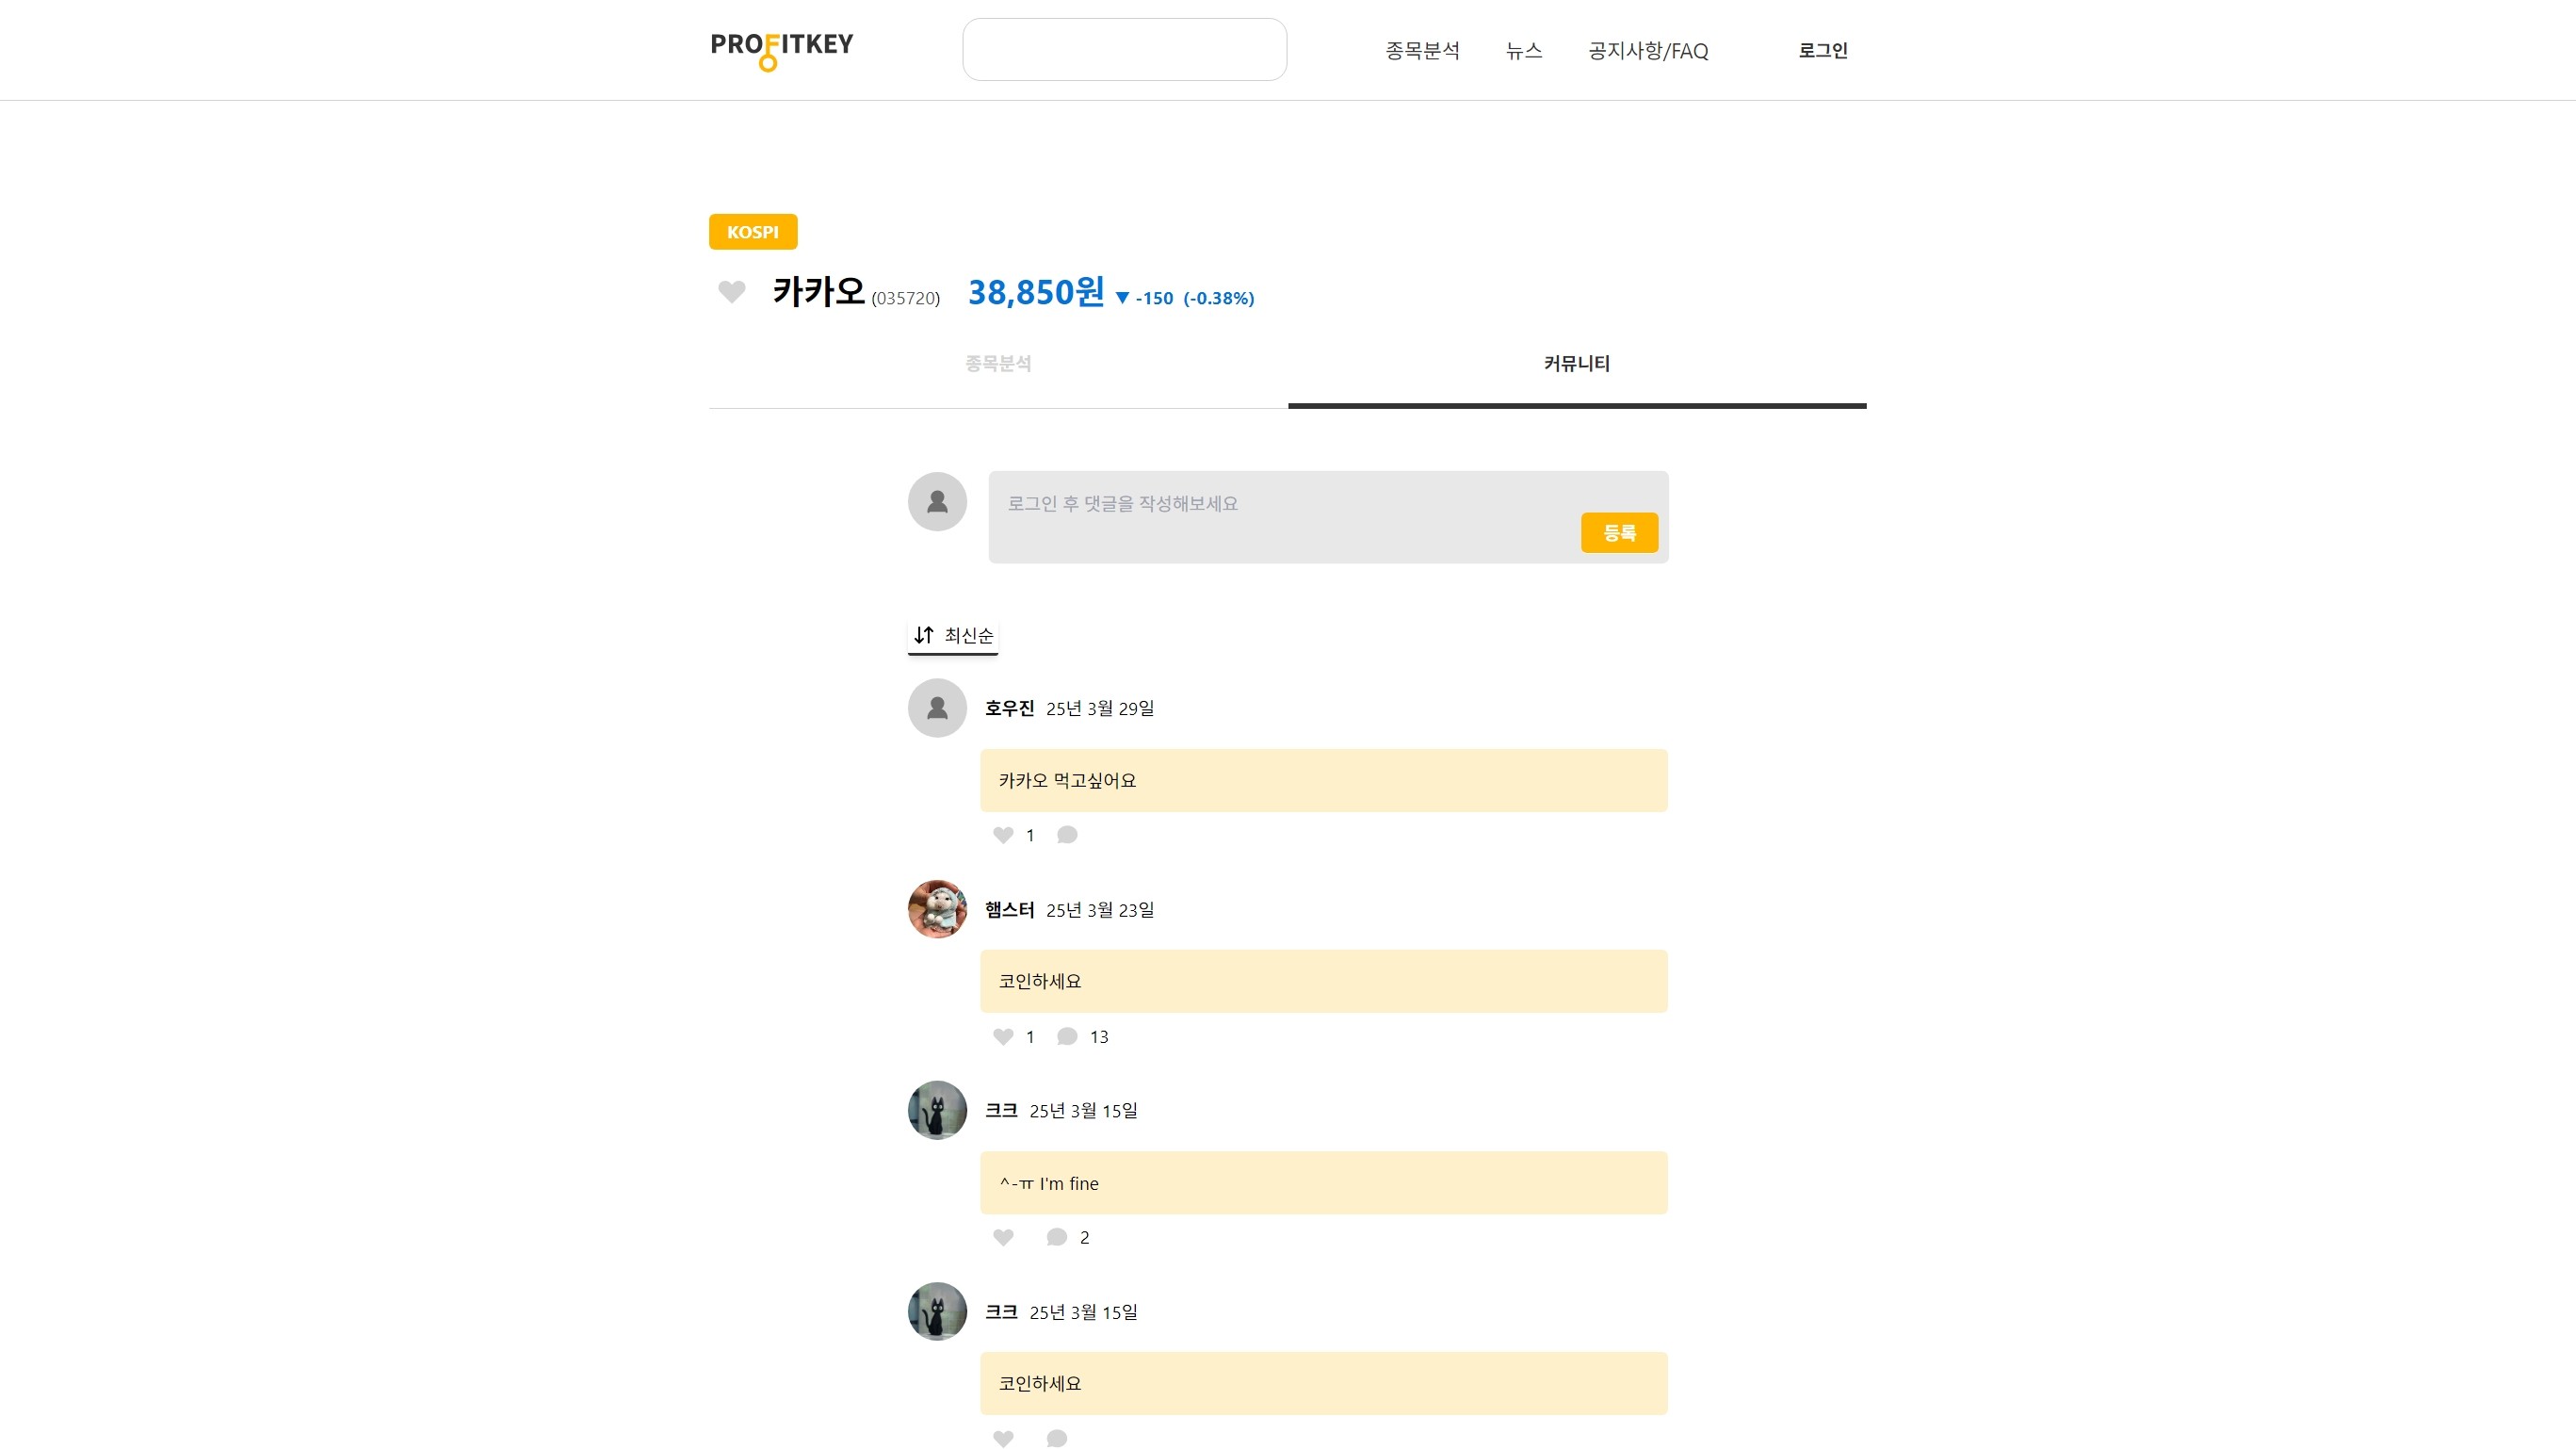 PROFITKEY
종목분석 뉴스 공지사항/FAQ 로그인
KOSPI
카카오 (035720) 38,850원 ▼ -150 (-0.38%)
종목분석 커뮤니티
로그인 후 댓글을 작성해보세요
등록
최신순
호우진 25년 3월 29일
카카오 먹고싶어요
1
햄스터 25년 3월 23일
코인하세요
1 13
크크 25년 3월 15일
^-ㅠ I'm fine
2
크크 25년 3월 15일
코인하세요